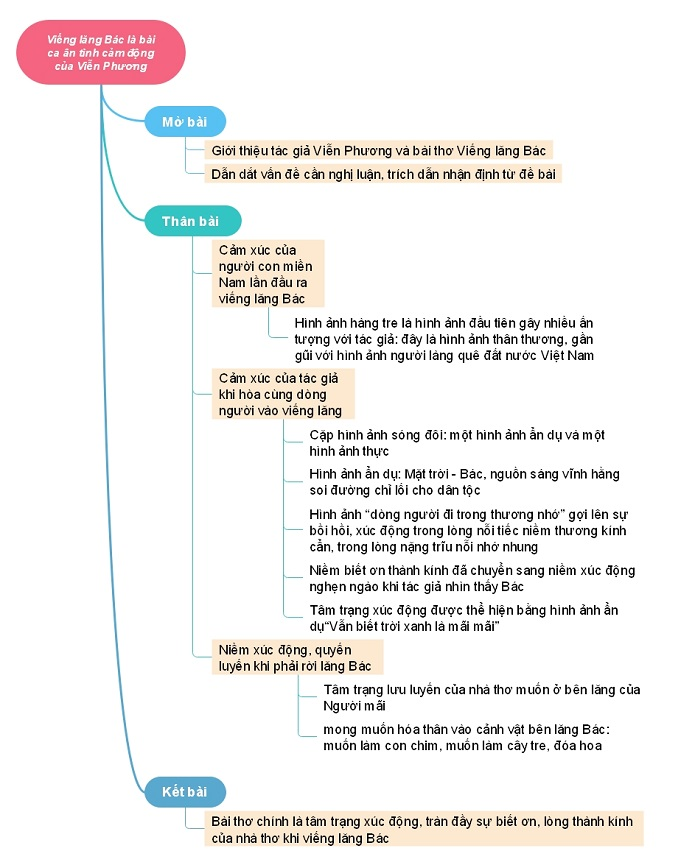 Viếng lăng Bác là bài
ca ân tình cảm động
của Viễn Phương
Mở bài
Giới thiệu tác giả Viễn Phương và bài thơ Viếng lăng Bác
Dẫn dắt vấn đề cần nghị luận, trích dẫn nhận định từ đề bài
Thân bài
Cảm xúc của
người con miền
Nam lần đầu ra
viếng lăng Bác
Hình ảnh hàng tre là hình ảnh đầu tiên gây nhiều ấn
tượng với tác giả: đây là hình ảnh thân thương, gần
gũi với hình ảnh người làng quê đất nước Việt Nam
Cảm xúc của tác giả
khi hòa cùng dòng
người vào viếng lăng
Cặp hình ảnh sóng đôi: một hình ảnh ẩn dụ và một
hình ảnh thực
Hình ảnh ẩn dụ: Mặt trời - Bác, nguồn sáng vĩnh hằng
soi đường chỉ lối cho dân tộc
Hình ảnh “dòng người đi trong thương nhớ” gợi lên sự
bồi hồi, xúc động trong lòng nỗi tiếc niềm thương kính
cẩn, trong lòng nặng trĩu nỗi nhớ nhung
Niềm biết ơn thành kính đã chuyển sang niềm xúc động
nghẹn ngào khi tác giả nhìn thấy Bác
Tâm trạng xúc động được thể hiện bằng hình ảnh ẩn
dụ“Vẫn biết trời xanh là mãi mãi”
Niềm xúc động, quyến
luyến khi phải rời lăng Bác
Tâm trạng lưu luyến của nhà thơ muốn ở bên lăng của
Người mãi
mong muốn hóa thân vào cảnh vật bên lăng Bác:
muốn làm con chim, muốn làm cây tre, đóa hoa
Kết bài
Bài thơ chính là tâm trạng xúc động, tràn đầy sự biết ơn, lòng thành kính
của nhà thơ khi viếng lăng Bác